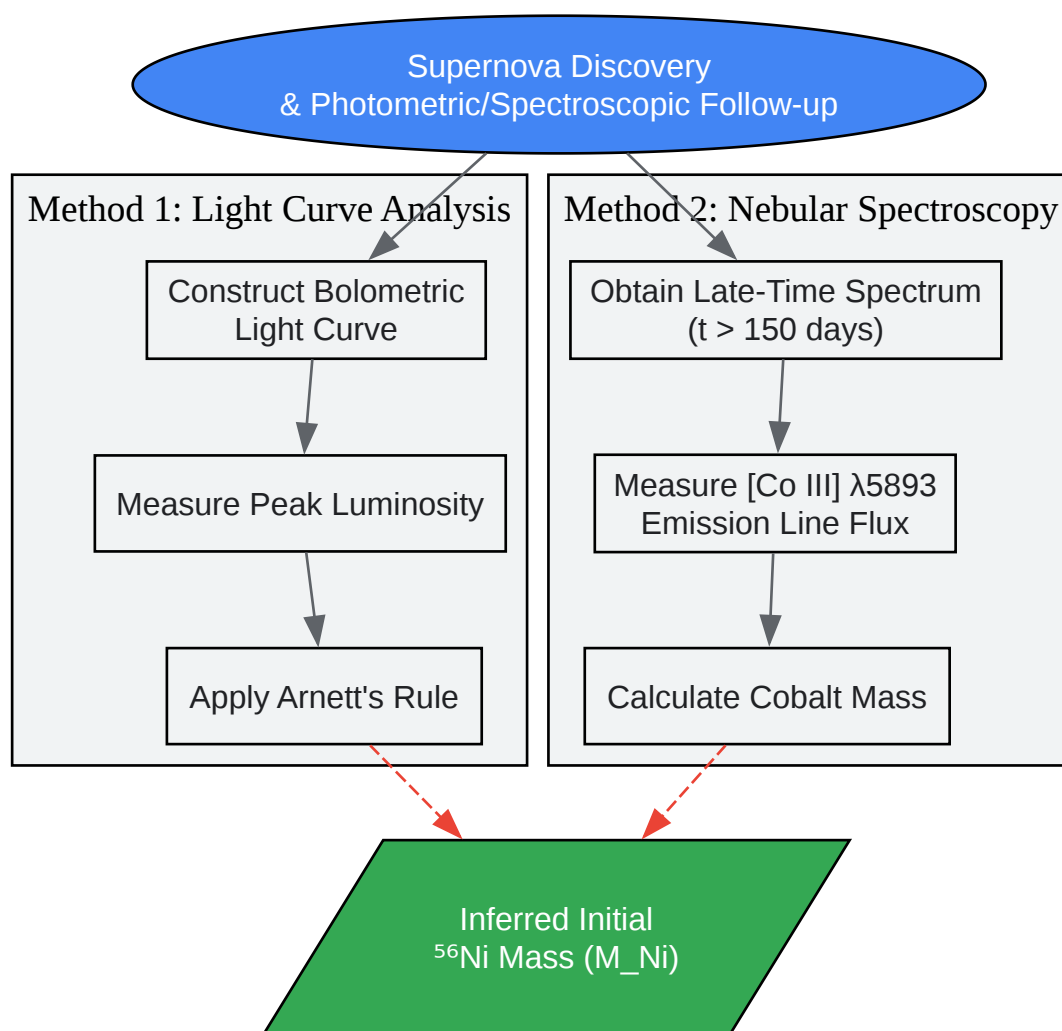 Supernova Discovery
& Photometric/Spectroscopic Follow-up
Method 1: Light Curve Analysis
Construct Bolometric
Light Curve
Measure Peak Luminosity
Apply Arnett's Rule
Method 2: Nebular Spectroscopy
Obtain Late-Time Spectrum
(t > 150 days)
Measure [Co III] λ5893
Emission Line Flux
Calculate Cobalt Mass
Inferred Initial
⁵⁶Ni Mass (M_Ni)